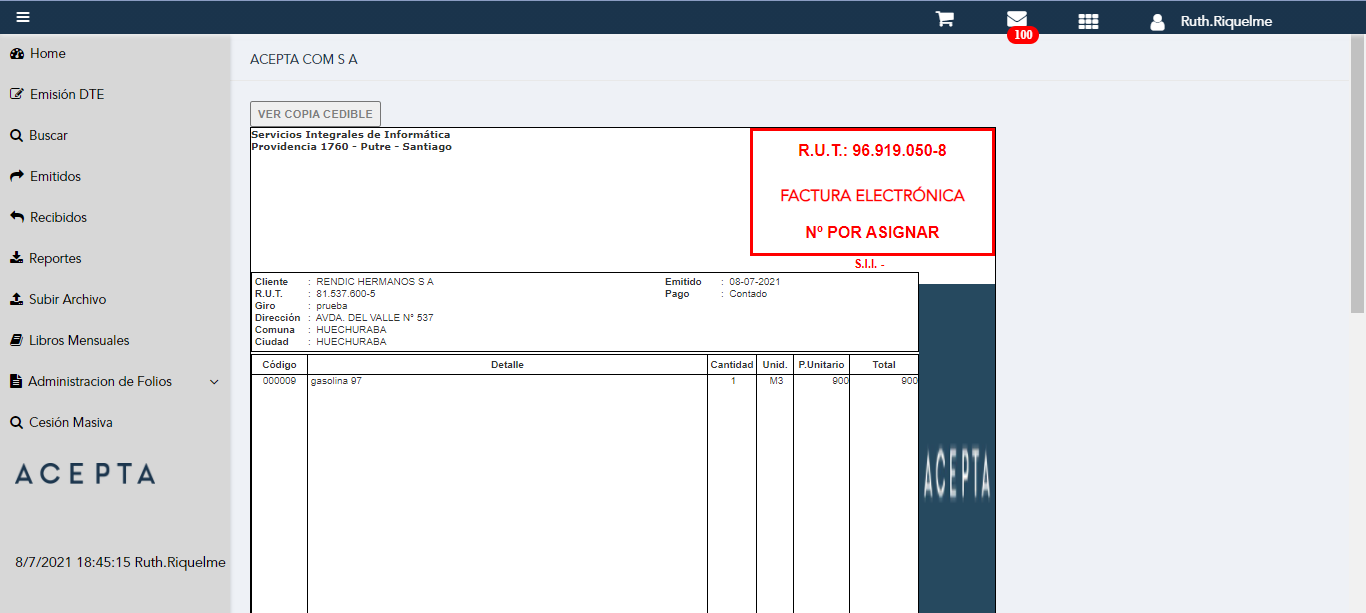 100
Ruth.Riquelme
Home
Emisión DTE
Buscar
Emitidos
Recibidos
Reportes
Subir Archivo
Libros Mensuales
Administracion de Folios
Cesión Masiva
ACEPTA
8/7/2021 18:45:15 Ruth.Riquelme
ACEPTA COM S A
VER COPIA CEDIBLE
Servicios Integrales de Informática
Providencia 1760 - Putre - Santiago
R.U.T.: 96.919.050-8
FACTURA ELECTRÓNICA
Nº POR ASIGNAR
S.I.I. -
Cliente : RENDIC HERMANOS S A Emitido : 08-07-2021
R.U.T. : 81.537.600-5 Pago : Contado
Giro : prueba
Dirección : AVDA. DEL VALLE N° 537
Comuna : HUECHURABA
Ciudad : HUECHURABA
Código Detalle Cantidad Unid. P.Unitario Total
000009 gasolina 97 1 M3 900 900
ACEPTA